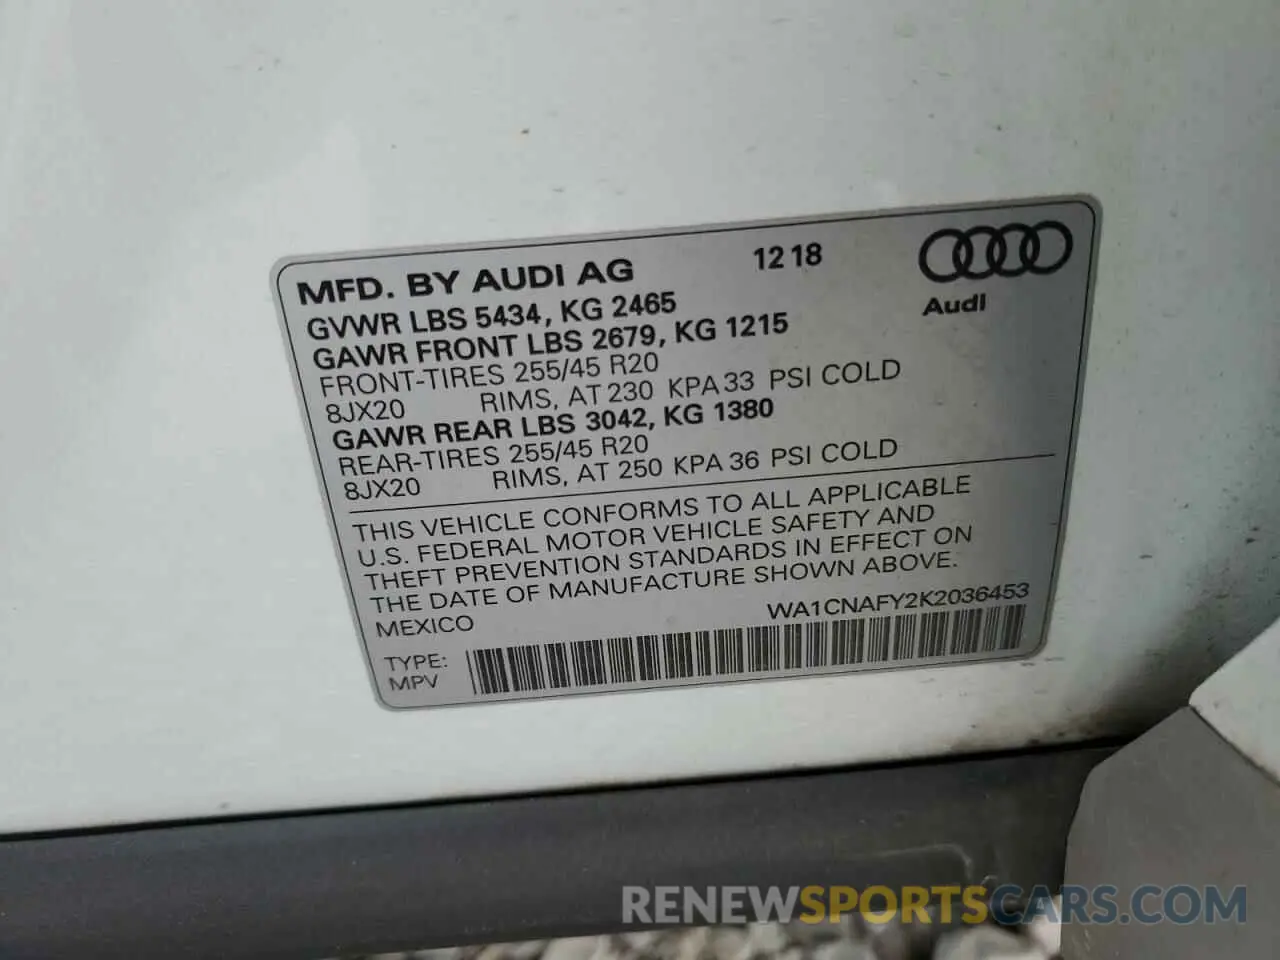 MFD. BY AUDI AG 12 18
GVWR LBS 5434, KG 2465
Audi
GAWR FRONT LBS 2679, KG 1215
FRONT-TIRES 255/45 R20
8JX20 RIMS, AT 230 KPA 33 PSI COLD
GAWR REAR LBS 3042, KG 1380
REAR-TIRES 255/45 R20
8JX20 RIMS, AT 250 KPA 36 PSI COLD
THIS VEHICLE CONFORMS TO ALL APPLICABLE
U.S. FEDERAL MOTOR VEHICLE SAFETY AND
THEFT PREVENTION STANDARDS IN EFFECT ON
THE DATE OF MANUFACTURE SHOWN ABOVE.
MEXICO WA1CNAFY2K2036453
TYPE:
MPV
RENEWSPORTSCARS.COM